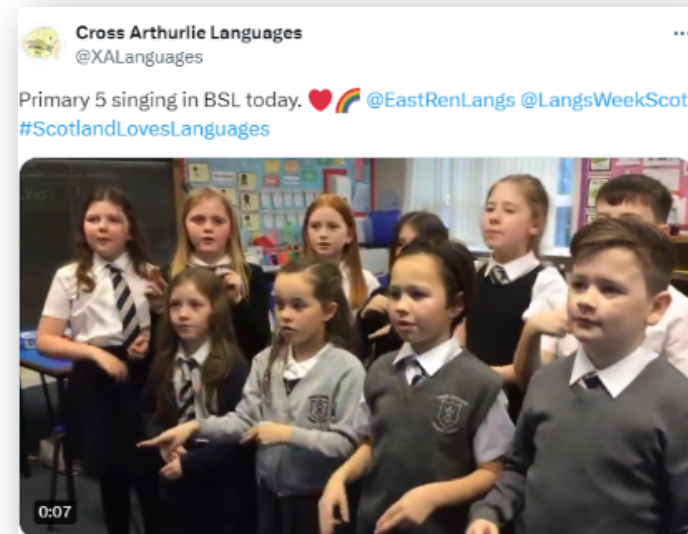 Cross Arthurlie Languages
@XALanguages
Primary 5 singing in BSL today. ❤️🌈 @EastRenLangs @LangsWeekScot
#ScotlandLovesLanguages
0:07